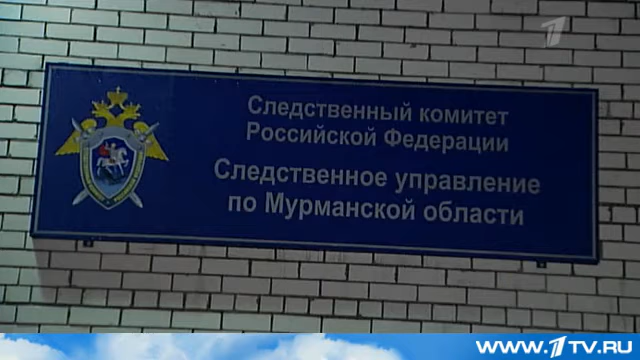 Следственный комитет
Российской Федерации
Следственное управление
по Мурманской области
WWW.1TV.RU